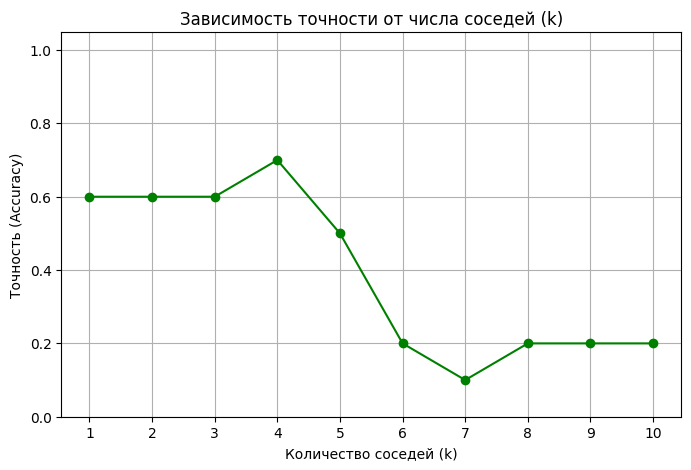 Зависимость точности от числа соседей (k)
1.0
0.8
0.6
0.4
0.2
0.0
Точность (Accuracy)
1 2 3 4 5 6 7 8 9 10
Количество соседей (k)